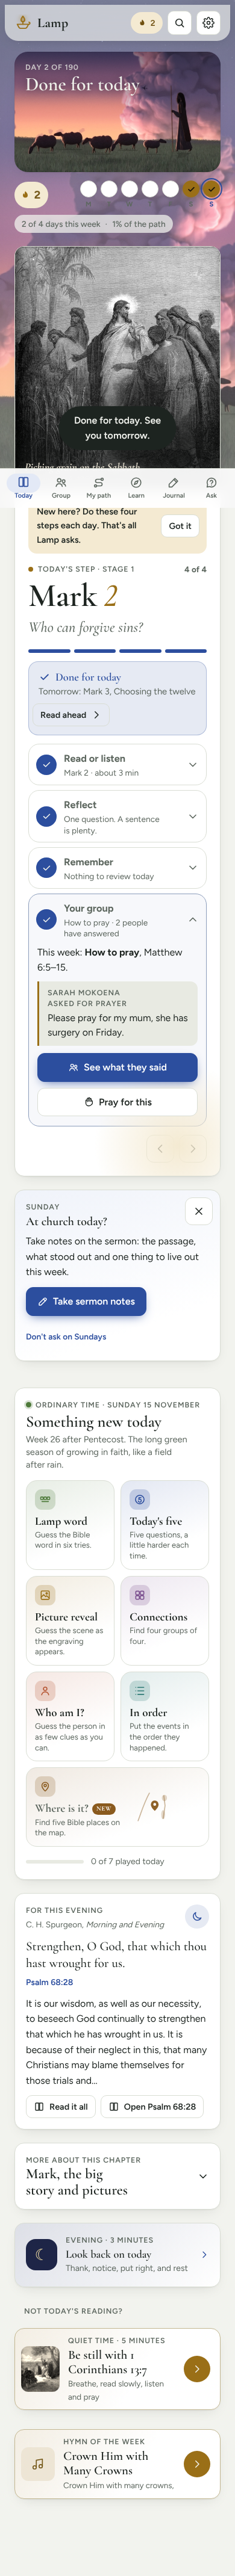 Lamp
2
DAY 2 OF 190
Done for today
2
S
2 of 4 days this week · 1% of the path
Done for today. See
you tomorrow.
Picking grain on the Sabbath
Today
Group
My path
Learn
Journal
Ask
New here? Do these four
steps each day. That's all
Lamp asks.
Got it
TODAY'S STEP · STAGE 1
4 of 4
Mark 2
Who can forgive sins?
Done for today
Tomorrow: Mark 3, Choosing the twelve
Read ahead
Read or listen
Mark 2 · about 3 min
Reflect
One question. A sentence
is plenty.
Remember
Nothing to review today
Your group
How to pray · 2 people
have answered
This week: How to pray, Matthew
6:5–15.
SARAH MOKOENA
ASKED FOR PRAYER
Please pray for my mum, she has
surgery on Friday.
See what they said
Pray for this
SUNDAY
At church today?
Take notes on the sermon: the passage,
what stood out and one thing to live out
this week.
Take sermon notes
Don't ask on Sundays
ORDINARY TIME · SUNDAY 15 NOVEMBER
Something new today
Week 26 after Pentecost. The long green
season of growing in faith, like a field
after rain.
Lamp word
Guess the Bible
word in six tries.
Today's five
Five questions, a
little harder each
time.
Picture reveal
Guess the scene as
the engraving
appears.
Connections
Find four groups of
four.
Who am I?
Guess the person in
as few clues as you
can.
In order
Put the events in
the order they
happened.
Where is it? NEW
Find five Bible places on
the map.
0 of 7 played today
FOR THIS EVENING
C. H. Spurgeon, Morning and Evening
Strengthen, O God, that which thou
hast wrought for us.
Psalm 68:28
It is our wisdom, as well as our necessity,
to beseech God continually to strengthen
that which he has wrought in us. It is
because of their neglect in this, that many
Christians may blame themselves for
those trials and…
Read it all
Open Psalm 68:28
MORE ABOUT THIS CHAPTER
Mark, the big
story and pictures
EVENING · 3 MINUTES
Look back on today
Thank, notice, put right, and rest
NOT TODAY'S READING?
QUIET TIME · 5 MINUTES
Be still with 1
Corinthians 13:7
Breathe, read slowly, listen
and pray
HYMN OF THE WEEK
Crown Him with
Many Crowns
Crown Him with many crowns,